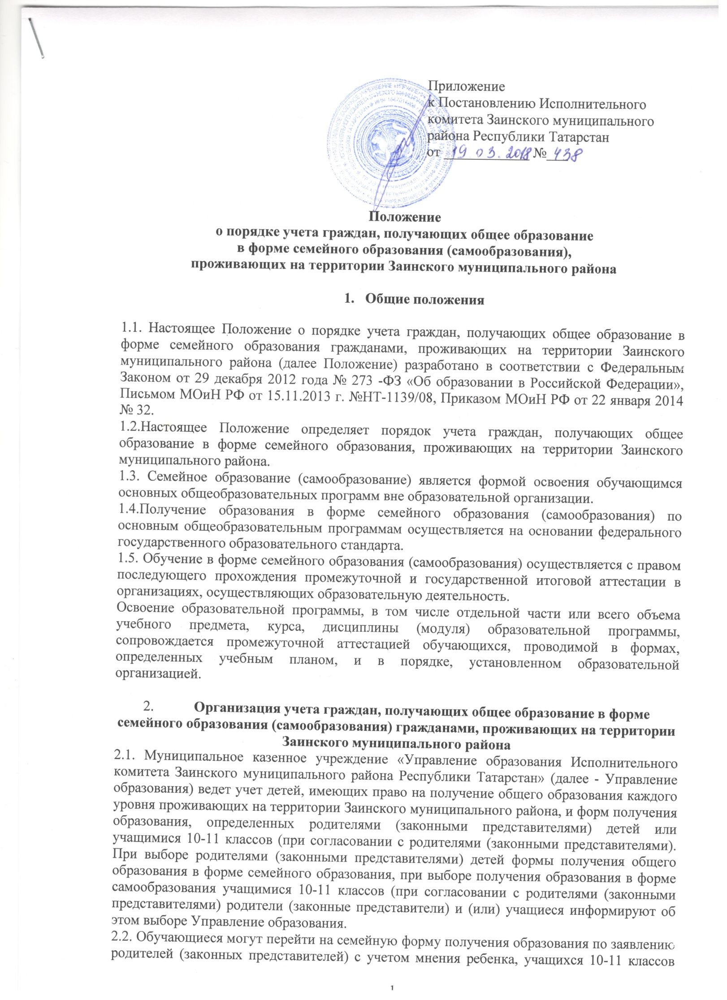 Приложение
к Постановлению Исполнительного
комитета Заинского муниципального
района Республики Татарстан
от 19 03. 2018 № 438
Положение
о порядке учета граждан, получающих общее образование
в форме семейного образования (самообразования),
проживающих на территории Заинского муниципального района
1. Общие положения
1.1. Настоящее Положение о порядке учета граждан, получающих общее образование в
форме семейного образования гражданами, проживающих на территории Заинского
муниципального района (далее Положение) разработано в соответствии с Федеральным
Законом от 29 декабря 2012 года № 273 -ФЗ «Об образовании в Российской Федерации»,
Письмом МОиН РФ от 15.11.2013 г. №НТ-1139/08, Приказом МОиН РФ от 22 января 2014
№ 32.
1.2.Настоящее Положение определяет порядок учета граждан, получающих общее
образование в форме семейного образования, проживающих на территории Заинского
муниципального района.
1.3. Семейное образование (самообразование) является формой освоения обучающимся
основных общеобразовательных программ вне образовательной организации.
1.4.Получение образования в форме семейного образования (самообразования) по
основным общеобразовательным программам осуществляется на основании федерального
государственного образовательного стандарта.
1.5. Обучение в форме семейного образования (самообразования) осуществляется с правом
последующего прохождения промежуточной и государственной итоговой аттестации в
организациях, осуществляющих образовательную деятельность.
Освоение образовательной программы, в том числе отдельной части или всего объема
учебного предмета, курса, дисциплины (модуля) образовательной программы,
сопровождается промежуточной аттестацией обучающихся, проводимой в формах,
определенных учебным планом, и в порядке, установленном образовательной
организацией.
2. Организация учета граждан, получающих общее образование в форме
семейного образования (самообразования) гражданами, проживающих на территории
Заинского муниципального района
2.1. Муниципальное казенное учреждение «Управление образования Исполнительного
комитета Заинского муниципального района Республики Татарстан» (далее - Управление
образования) ведет учет детей, имеющих право на получение общего образования каждого
уровня проживающих на территории Заинского муниципального района, и форм получения
образования, определенных родителями (законными представителями) детей или
учащимися 10-11 классов (при согласовании с родителями (законными представителями).
При выборе родителями (законными представителями) детей формы получения общего
образования в форме семейного образования, при выборе получения образования в форме
самообразования учащимися 10-11 классов (при согласовании с родителями (законными
представителями) родители (законные представители) и (или) учащиеся информируют об
этом выборе Управление образования.
2.2. Обучающиеся могут перейти на семейную форму получения образования по заявлению
родителей (законных представителей) с учетом мнения ребенка, учащихся 10-11 классов
1